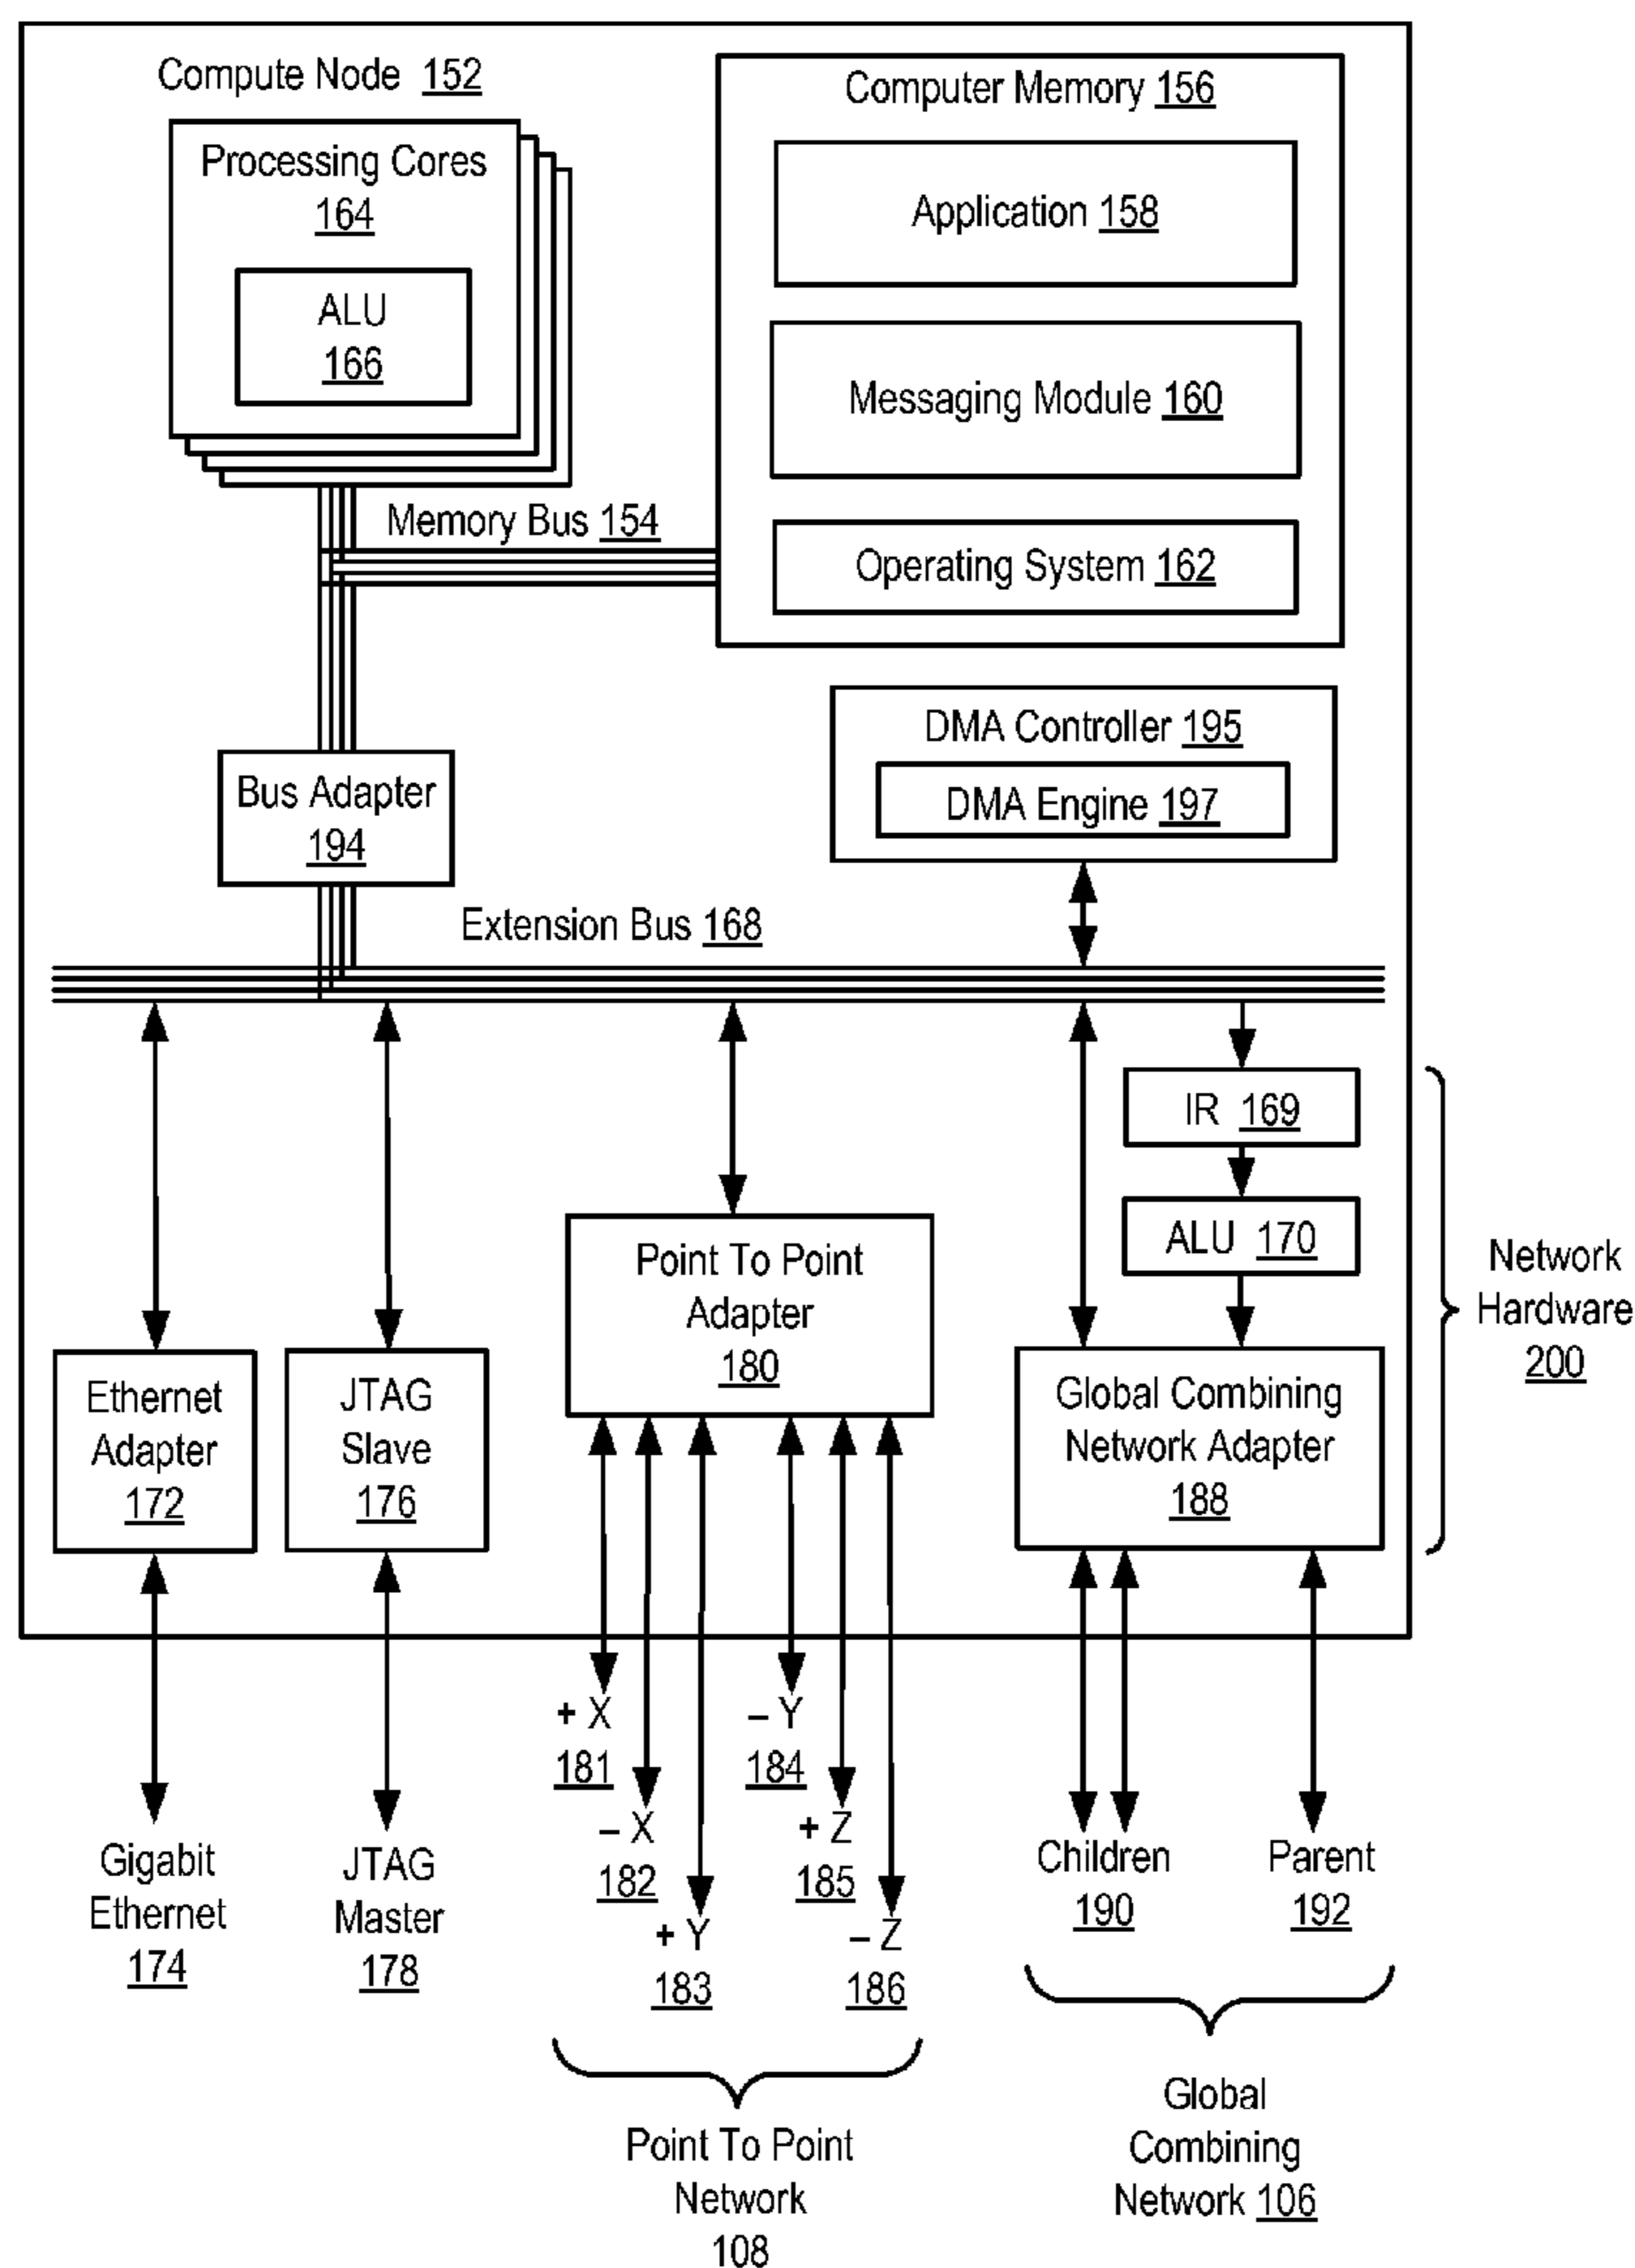 Compute Node 152
Processing Cores
164
ALU
166
Computer Memory 156
Application 158
Messaging Module 160
Operating System 162
Memory Bus 154
DMA Controller 195
DMA Engine 197
Bus Adapter
194
Extension Bus 168
IR 169
ALU 170
Network
Hardware
200
Point To Point
Adapter
180
Ethernet
Adapter
172
JTAG
Slave
176
Global Combining
Network Adapter
188
+ X
181
– X
182
+ Y
183
– Y
184
+ Z
185
– Z
186
Gigabit
Ethernet
174
JTAG
Master
178
Children
190
Parent
192
Point To Point
Network
108
Global
Combining
Network 106